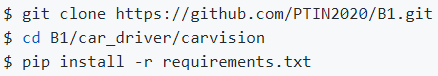 $ git clone https://github.com/PTIN2020/B1.git
$ cd B1/car_driver/carvision
$ pip install -r requirements.txt